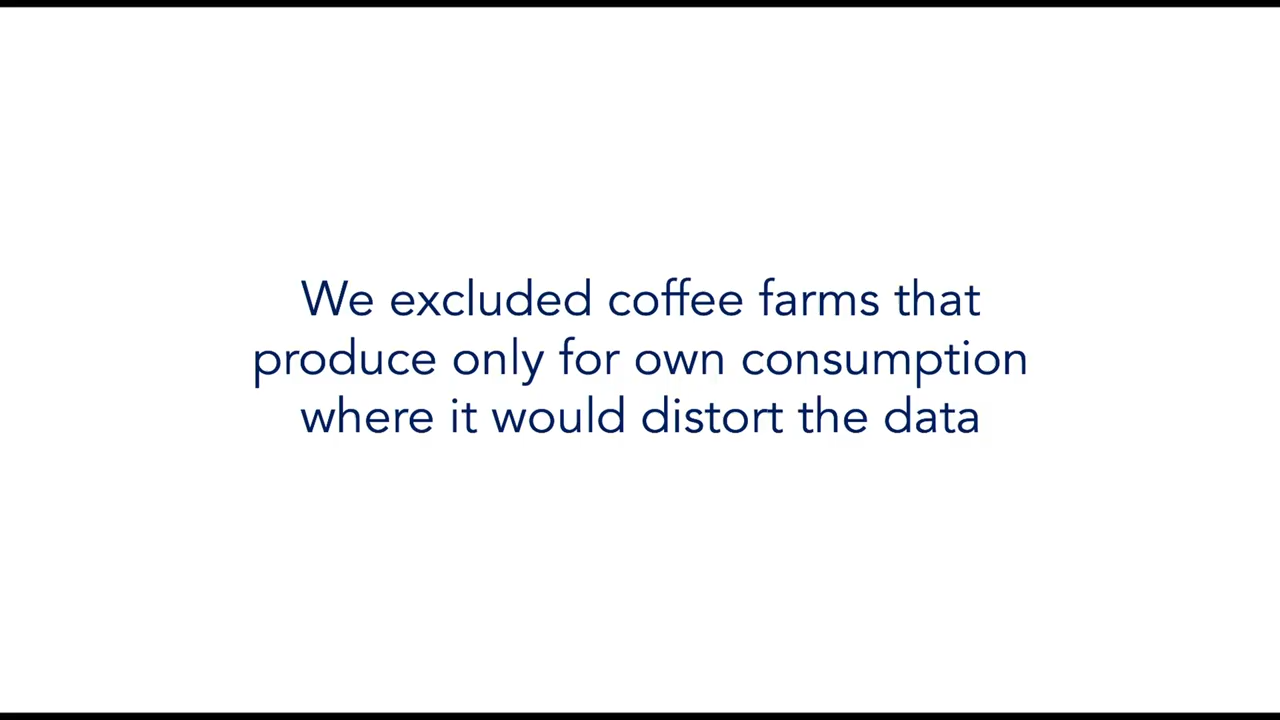 We excluded coffee farms that
produce only for own consumption
where it would distort the data